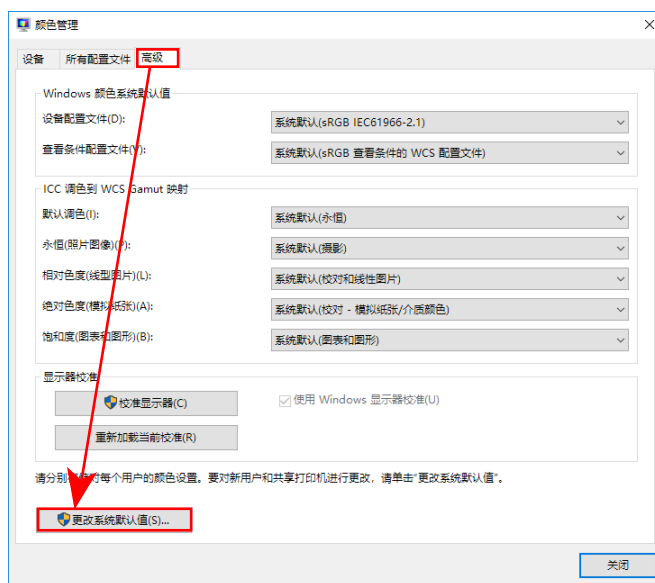 颜色管理
设备 所有配置文件 高级
Windows 颜色系统默认值
设备配置文件(D): 系统默认(sRGB IEC61966-2.1)
查看条件配置文件(V): 系统默认(sRGB 查看条件的 WCS 配置文件)
ICC 调色到 WCS Gamut 映射
默认调色(I): 系统默认(永恒)
永恒(照片图像)(P): 系统默认(摄影)
相对色度(线型图片)(L): 系统默认(校对和线性图片)
绝对色度(模拟纸张)(A): 系统默认(校对 - 模拟纸张/介质颜色)
饱和度(图表和图形)(B): 系统默认(图表和图形)
显示器校准
校准显示器(C) 使用 Windows 显示器校准(U)
重新加载当前校准(R)
请分别存储对每个用户的颜色设置。要对新用户和共享打印机进行更改，请单击"更改系统默认值"。
更改系统默认值(S)...
关闭